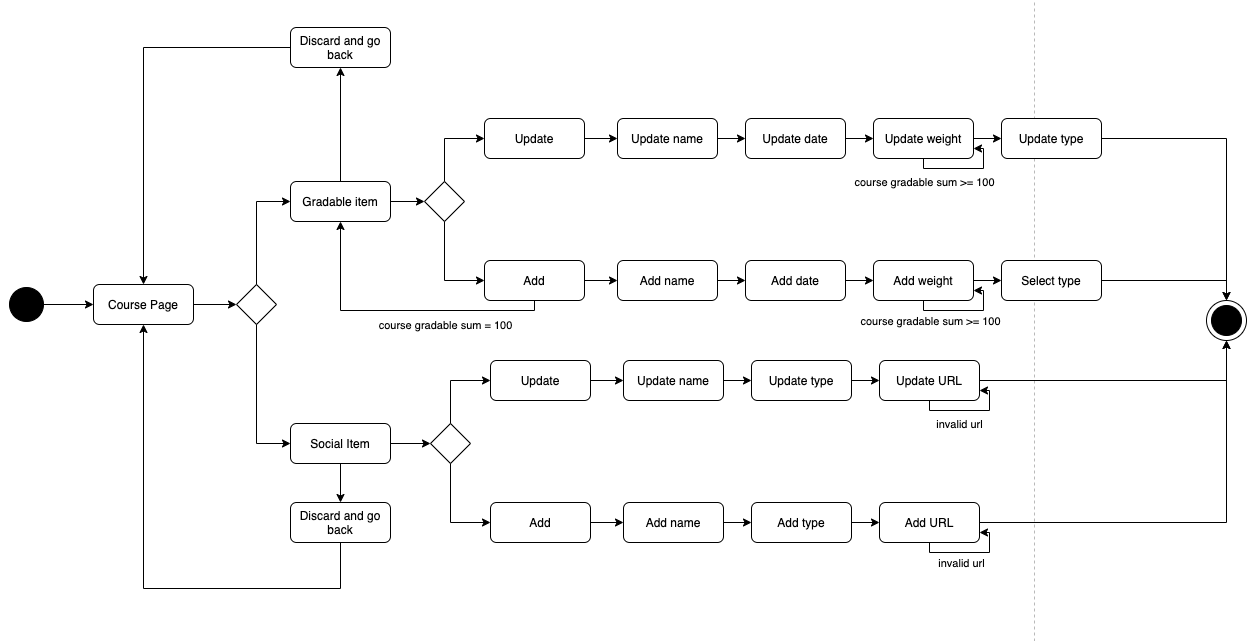 Discard and go
back
Update
Update name
Update date
Update weight
Update type
course gradable sum >= 100
Gradable item
Add
Add name
Add date
Add weight
Select type
course gradable sum = 100
course gradable sum >= 100
Course Page
Update
Update name
Update type
Update URL
invalid url
Social Item
Discard and go
back
Add
Add name
Add type
Add URL
invalid url